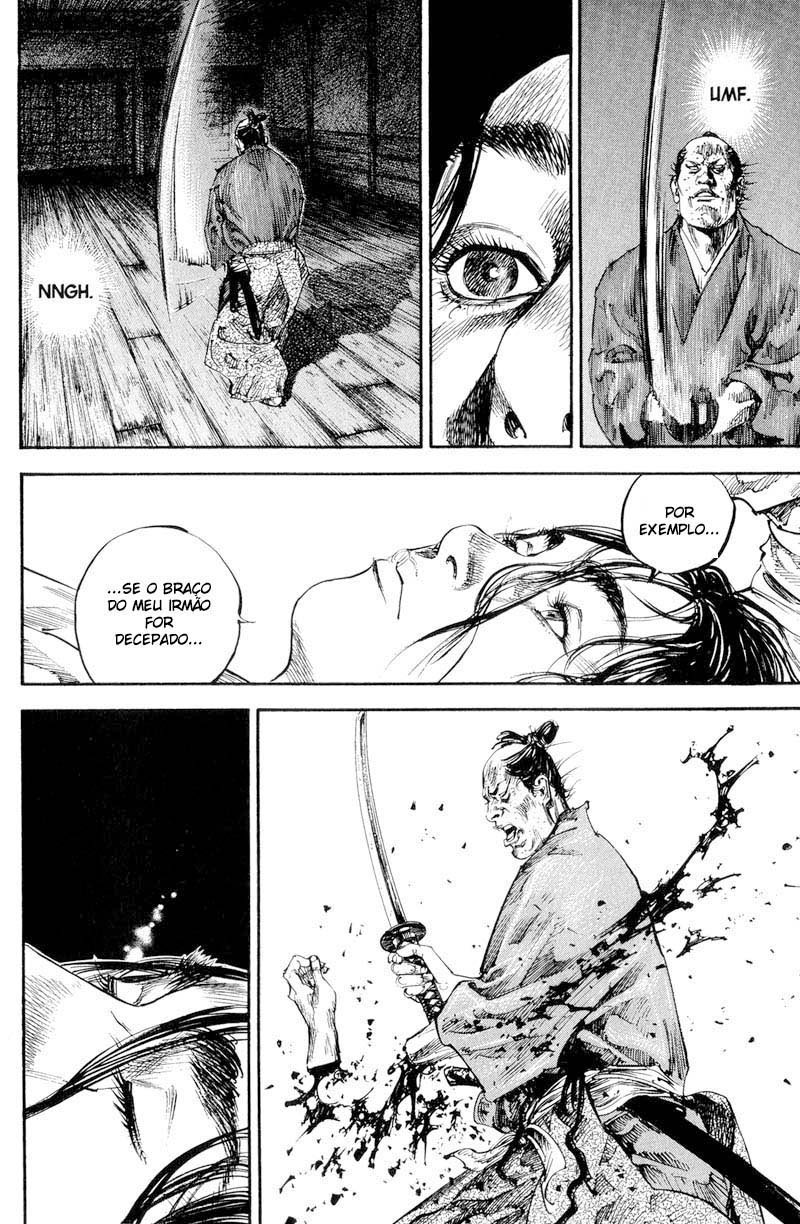 UMF.
NNGH.
POR
EXEMPLO...
...SE O BRAÇO
DO MEU IRMÃO
FOR
DECEPADO...